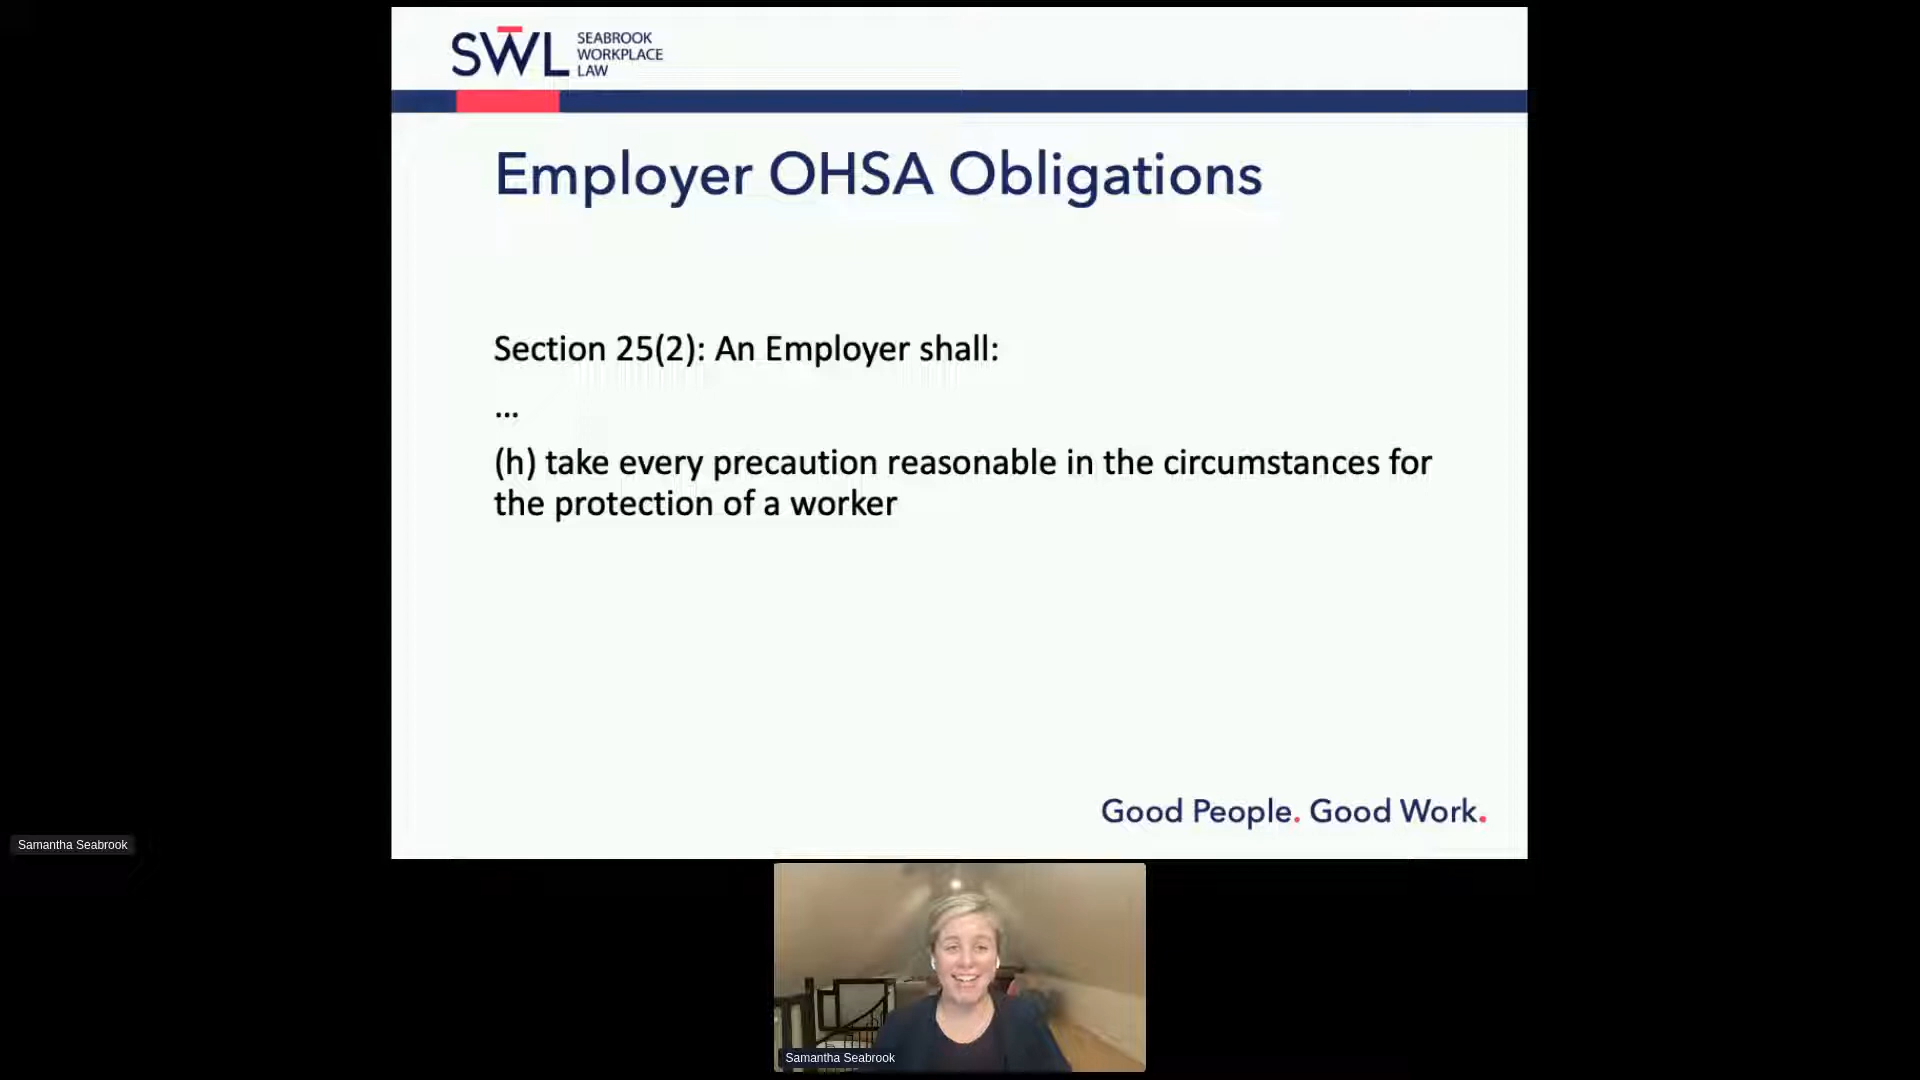 SWL
SEABROOK
WORKPLACE
LAW
Employer OHSA Obligations
Section 25(2): An Employer shall:
...
(h) take every precaution reasonable in the circumstances for
the protection of a worker
Good People. Good Work.
Samantha Seabrook
Samantha Seabrook